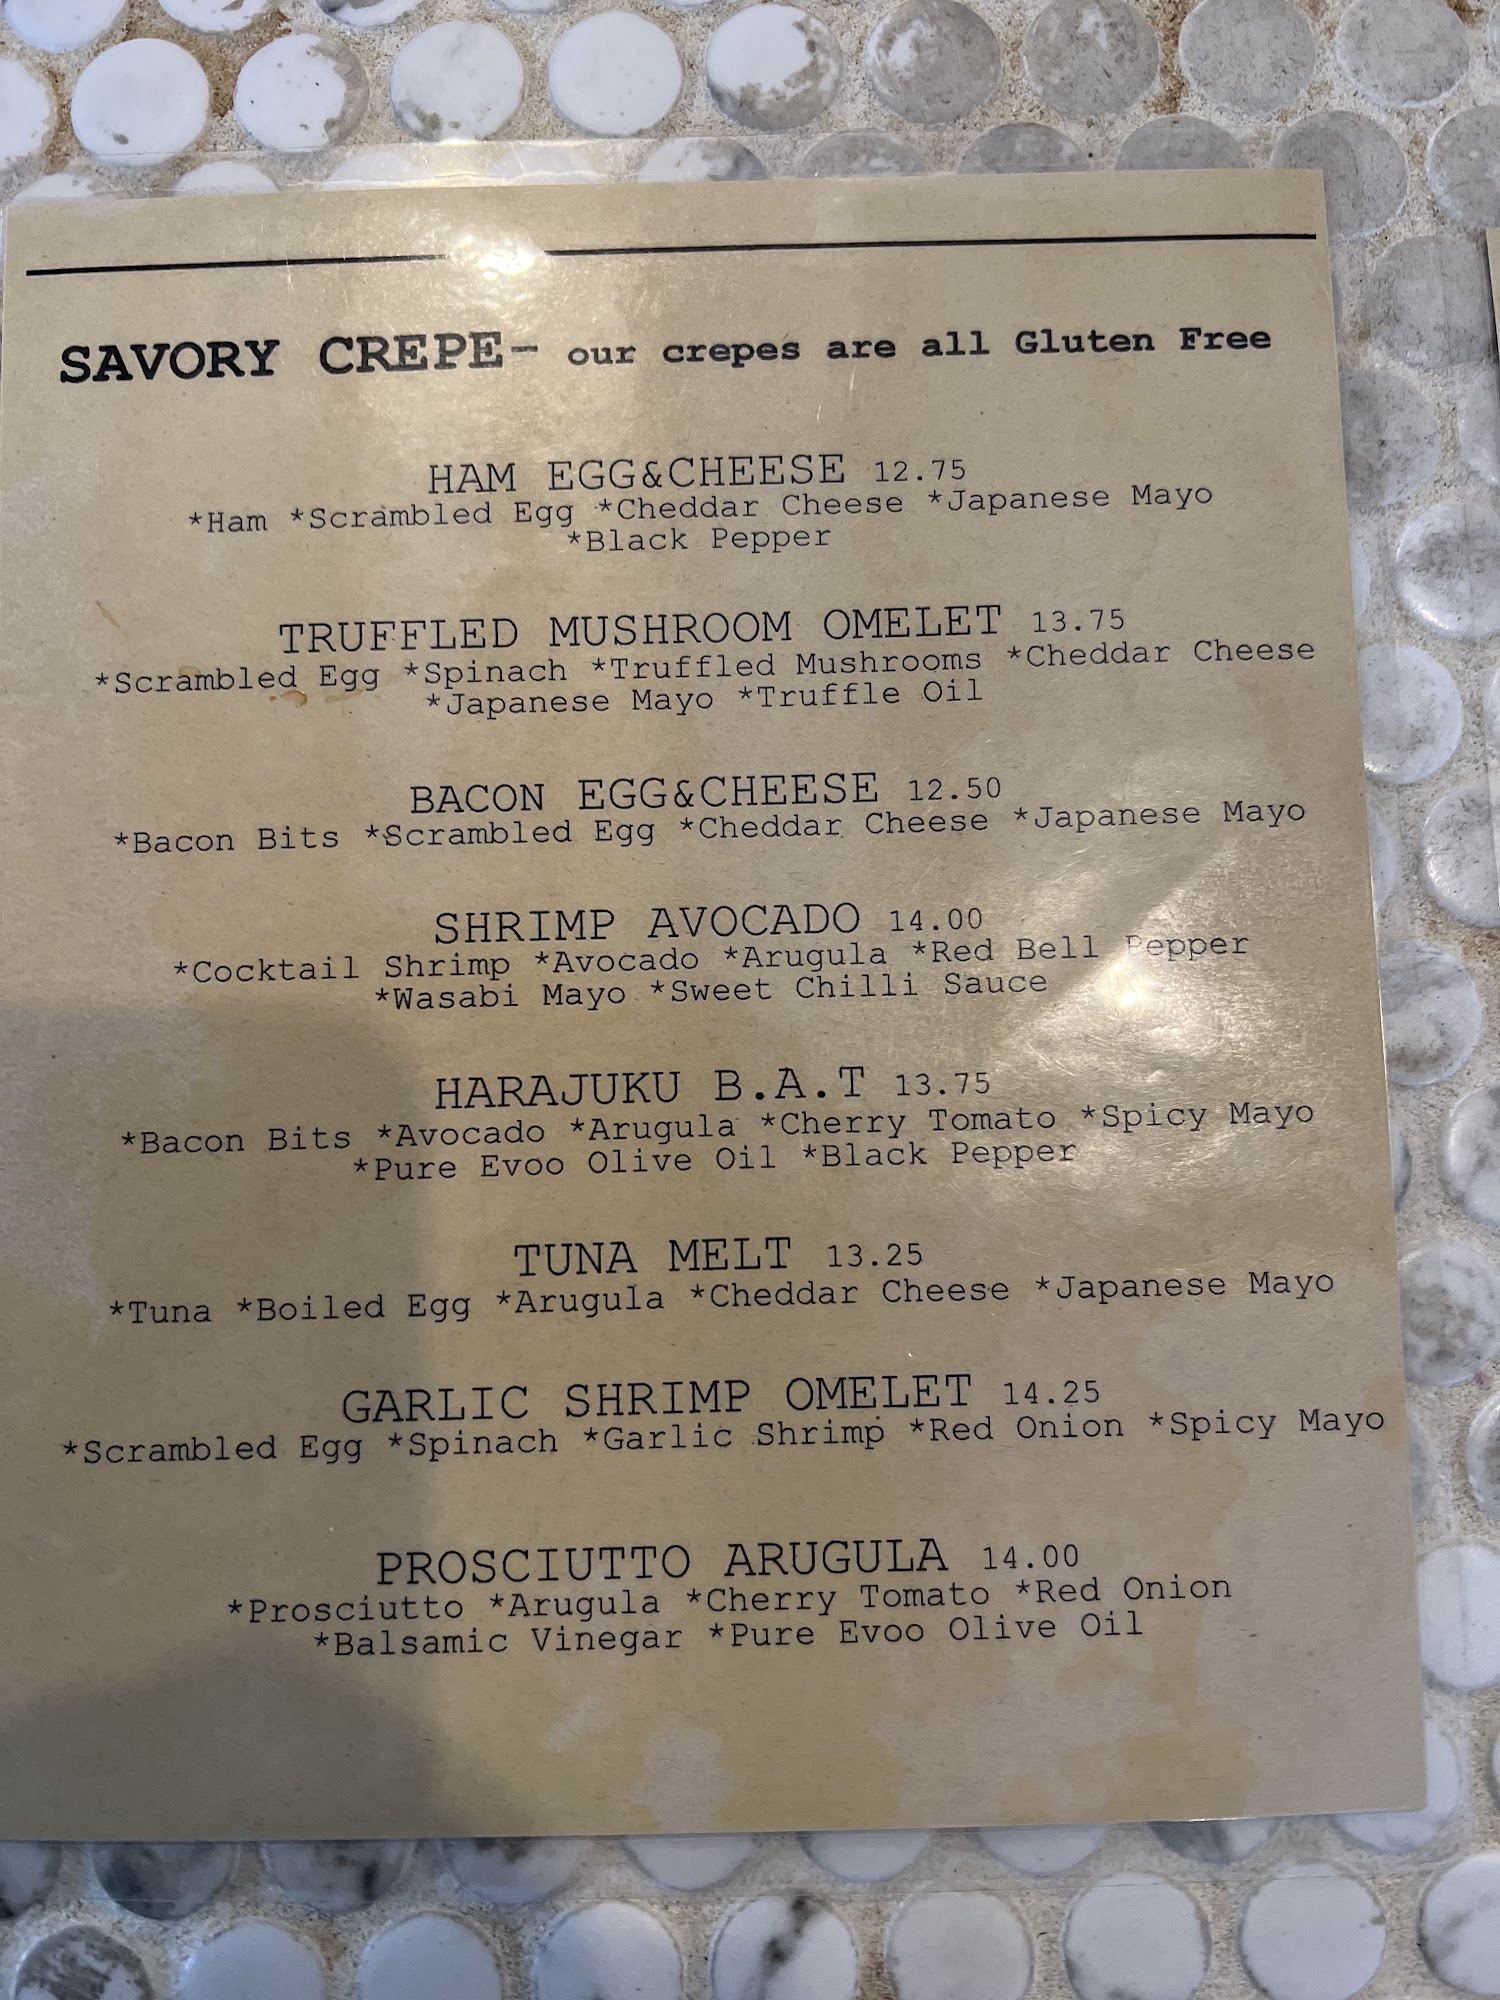 SAVORY CREPE- our crepes are all Gluten Free
HAM EGG&CHEESE 12.75
*Ham *Scrambled Egg *Cheddar Cheese *Japanese Mayo
*Black Pepper
TRUFFLED MUSHROOM OMELET 13.75
*Scrambled Egg *Spinach *Truffled Mushrooms *Cheddar Cheese
*Japanese Mayo *Truffle Oil
BACON EGG&CHEESE 12.50
*Bacon Bits *Scrambled Egg *Cheddar Cheese *Japanese Mayo
SHRIMP AVOCADO 14.00
*Cocktail Shrimp *Avocado *Arugula *Red Bell Pepper
*Wasabi Mayo *Sweet Chilli Sauce
HARAJUKU B.A.T 13.75
*Bacon Bits *Avocado *Arugula *Cherry Tomato *Spicy Mayo
*Pure Evoo Olive Oil *Black Pepper
TUNA MELT 13.25
*Tuna *Boiled Egg *Arugula *Cheddar Cheese *Japanese Mayo
GARLIC SHRIMP OMELET 14.25
*Scrambled Egg *Spinach *Garlic Shrimp *Red Onion *Spicy Mayo
PROSCIUTTO ARUGULA 14.00
*Prosciutto *Arugula *Cherry Tomato *Red Onion
*Balsamic Vinegar *Pure Evoo Olive Oil